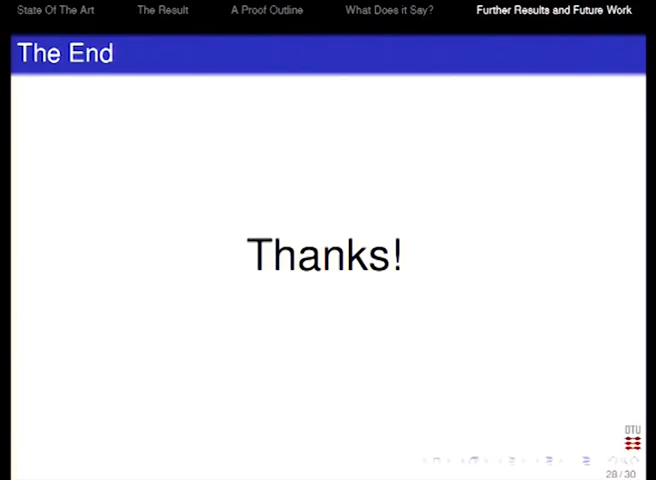 State Of The Art The Result A Proof Outline What Does it Say? Further Results and Future Work
The End
Thanks!
DTU
28 / 30